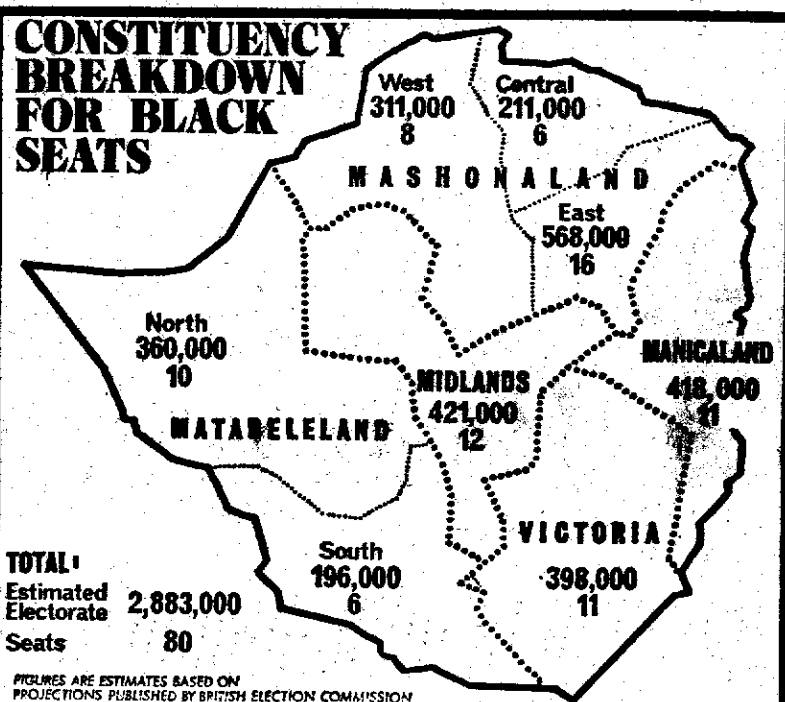 CONSTITUENCY
BREAKDOWN
FOR BLACK
SEATS
West
311,000
8
Central
211,000
6
MASHONALAND
East
568,000
16
North
360,000
10
MATABELELAND
MIDLANDS
421,000
12
MANICALAND
418,000
11
VICTORIA
398,000
11
South
196,000
6
TOTAL:
Estimated
Electorate 2,883,000
Seats 80
FIGURES ARE ESTIMATES BASED ON
PROJECTIONS PUBLISHED BY BRITISH ELECTION COMMISSION